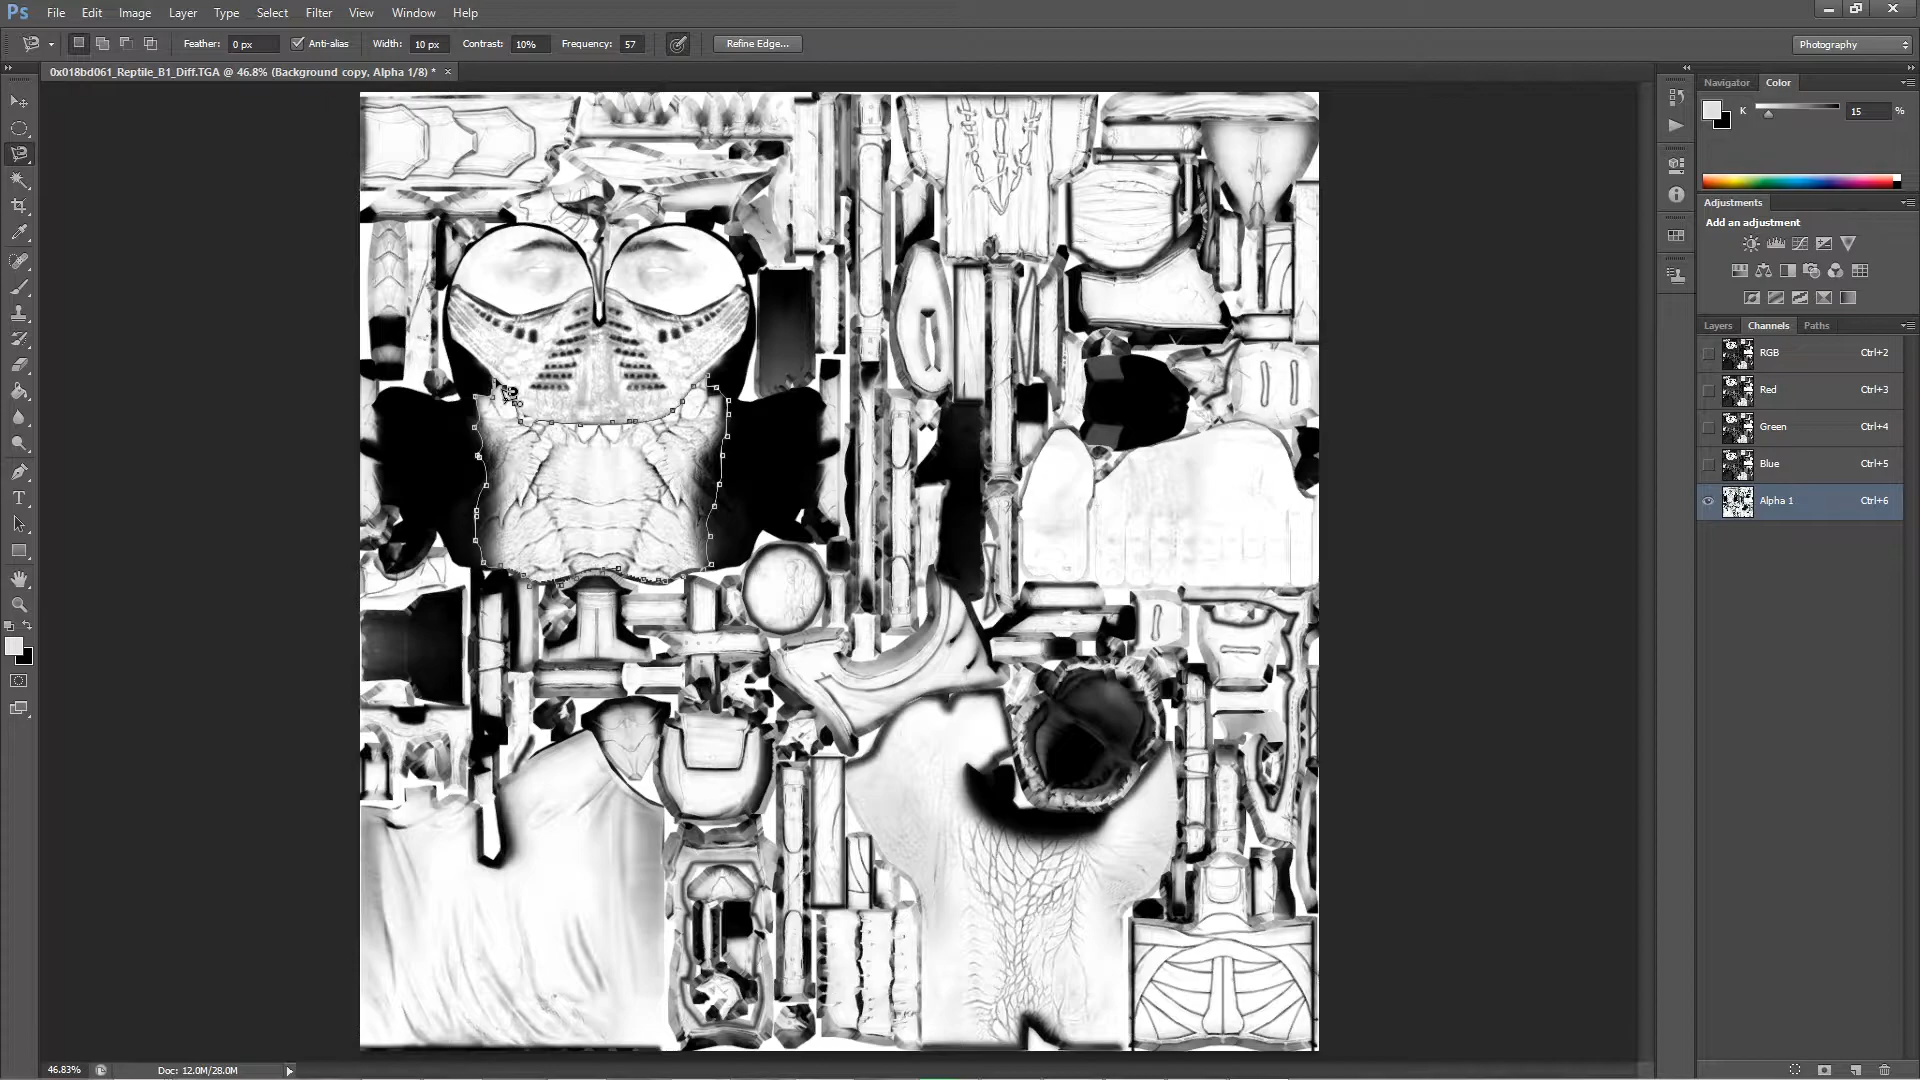 Ps File Edit Image Layer Type Select Filter View Window Help
Feather: 0 px Anti-alias Width: 10 px Contrast: 10% Frequency: 57 Refine Edge... Photography
0x018bd061_Reptile_B1_Diff.TGA @ 46.8% (Background copy, Alpha 1/8) * ×
Navigator Color
K 15 %
Adjustments
Add an adjustment
Layers Channels Paths
RGB Ctrl+2
Red Ctrl+3
Green Ctrl+4
Blue Ctrl+5
Alpha 1 Ctrl+6
T
46.83% Doc: 12.0M/28.0M